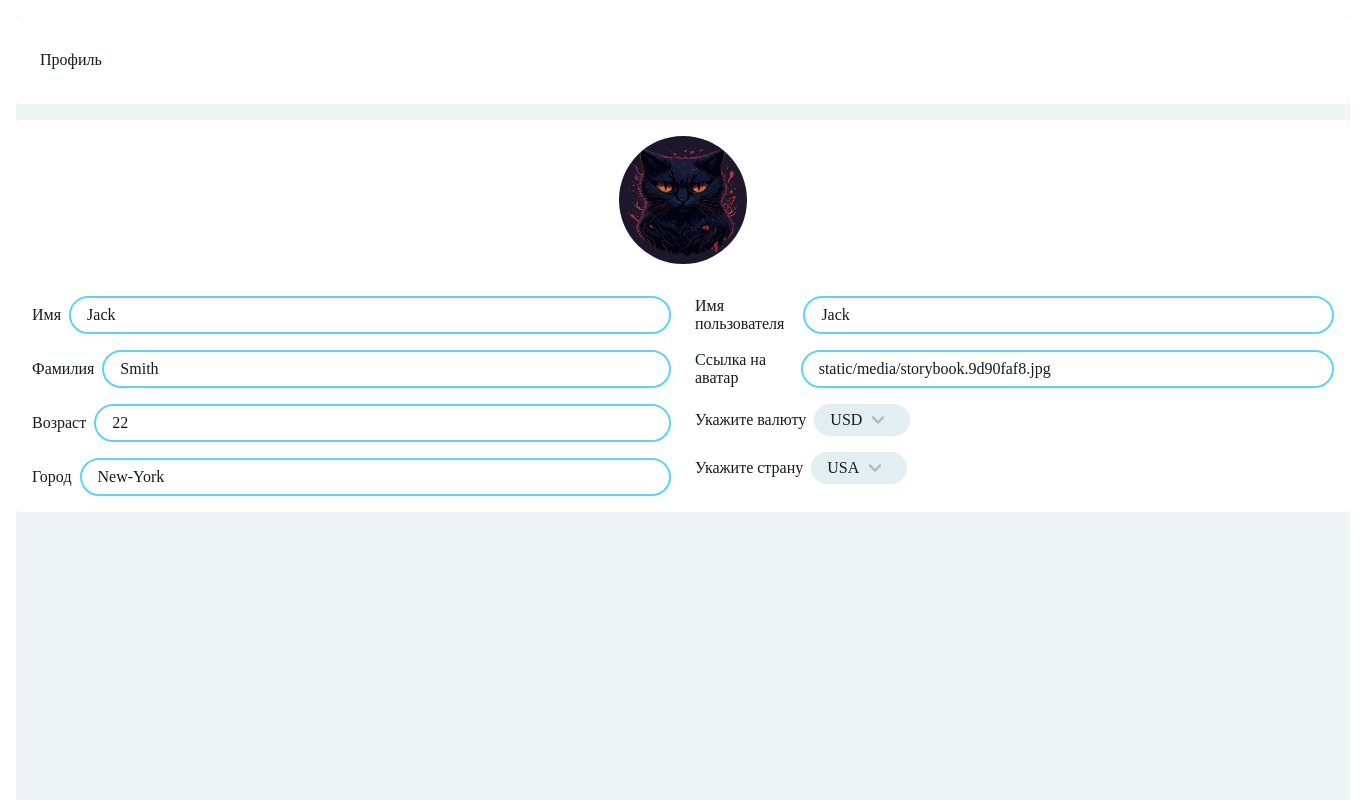 Профиль
Имя
Jack
Фамилия
Smith
Возраст
22
Город
New-York
Имя
пользователя
Jack
Ссылка на
аватар
static/media/storybook.9d90faf8.jpg
Укажите валюту
USD
Укажите страну
USA